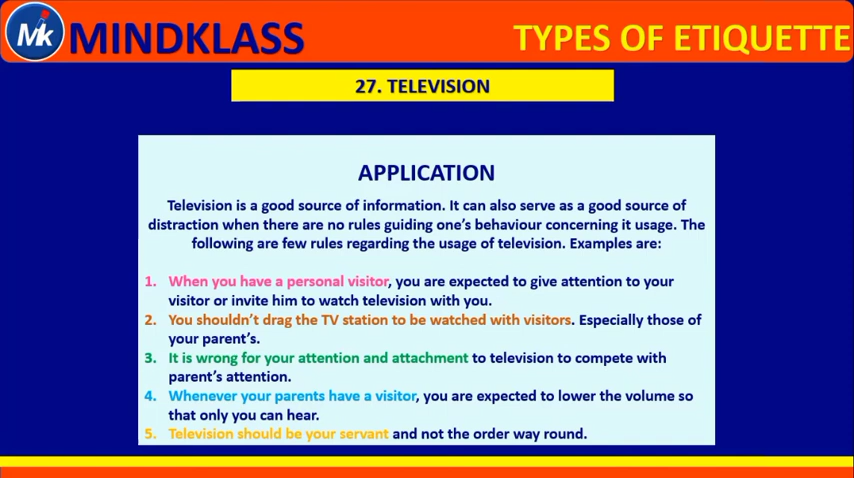 Mk MINDKLASS
TYPES OF ETIQUETTE
27. TELEVISION
APPLICATION
Television is a good source of information. It can also serve as a good source of
distraction when there are no rules guiding one's behaviour concerning it usage. The
following are few rules regarding the usage of television. Examples are:
1. When you have a personal visitor, you are expected to give attention to your
visitor or invite him to watch television with you.
2. You shouldn't drag the TV station to be watched with visitors. Especially those of
your parent's.
3. It is wrong for your attention and attachment to television to compete with
parent's attention.
4. Whenever your parents have a visitor, you are expected to lower the volume so
that only you can hear.
5. Television should be your servant and not the order way round.